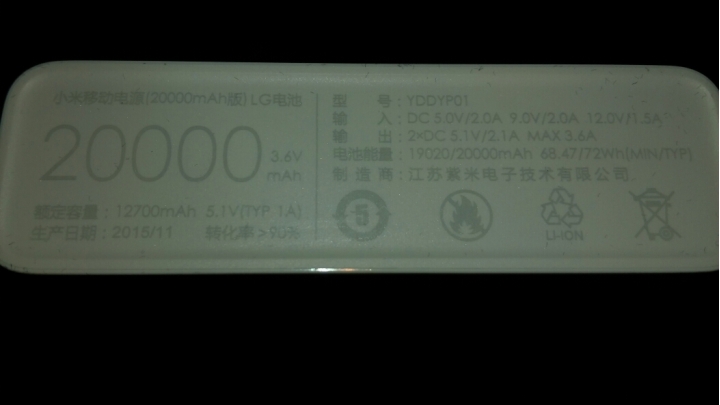 小米移动电源(20000mAh版) LG电池
20000 3.6V mAh
额定容量：12700mAh 5.1V(TYP 1A)
生产日期：2015/11 转化率>90%
型 号：YDDYP01
输 入：DC 5.0V/2.0A 9.0V/2.0A 12.0V/1.5A
输 出：2×DC 5.1V/2.1A MAX 3.6A
电池能量：19020/20000mAh 68.47/72Wh(MIN/TYP)
制 造 商：江苏紫米电子技术有限公司
5
LI-ION